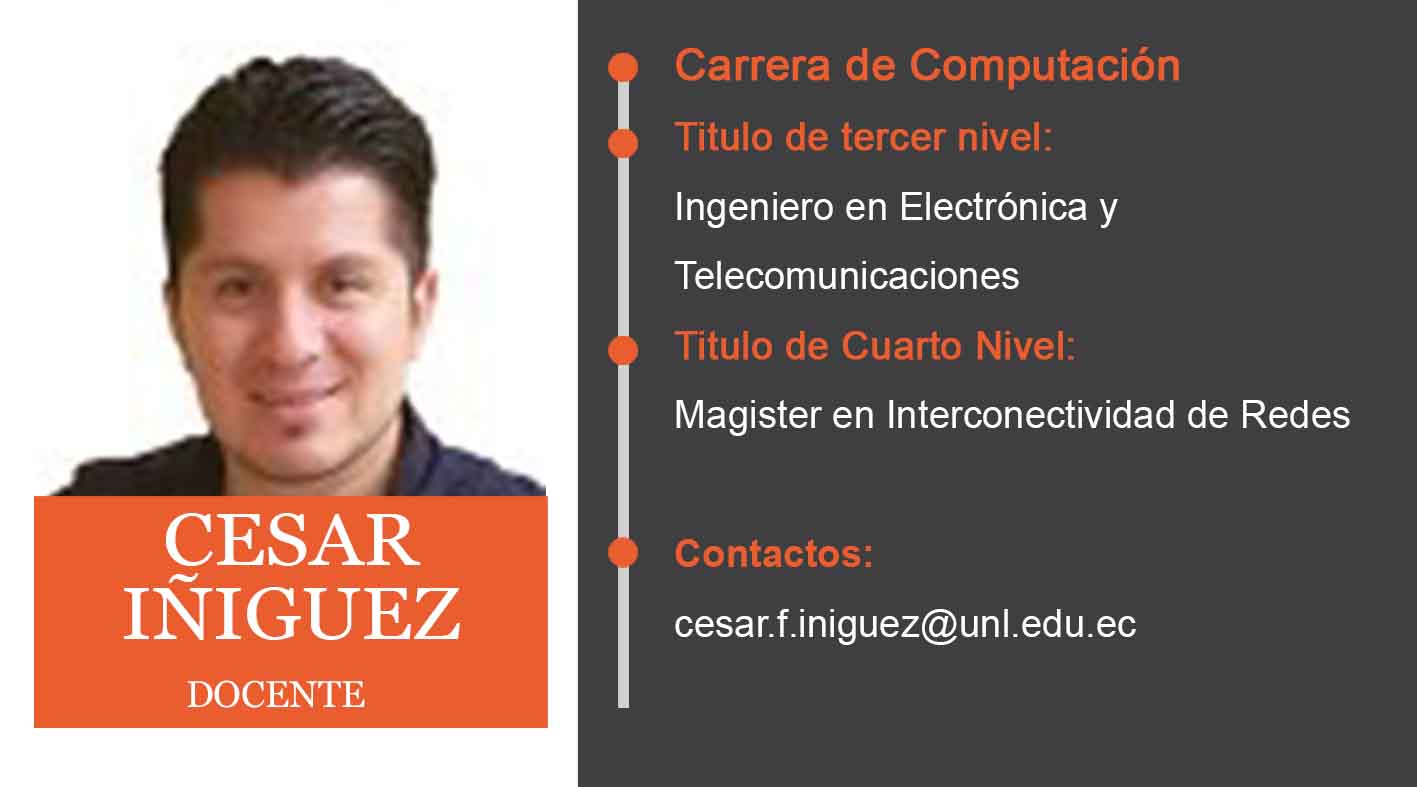 CESAR
IÑIGUEZ
DOCENTE
Carrera de Computación
Titulo de tercer nivel:
Ingeniero en Electrónica y
Telecomunicaciones
Titulo de Cuarto Nivel:
Magister en Interconectividad de Redes
Contactos:
cesar.f.iniguez@unl.edu.ec